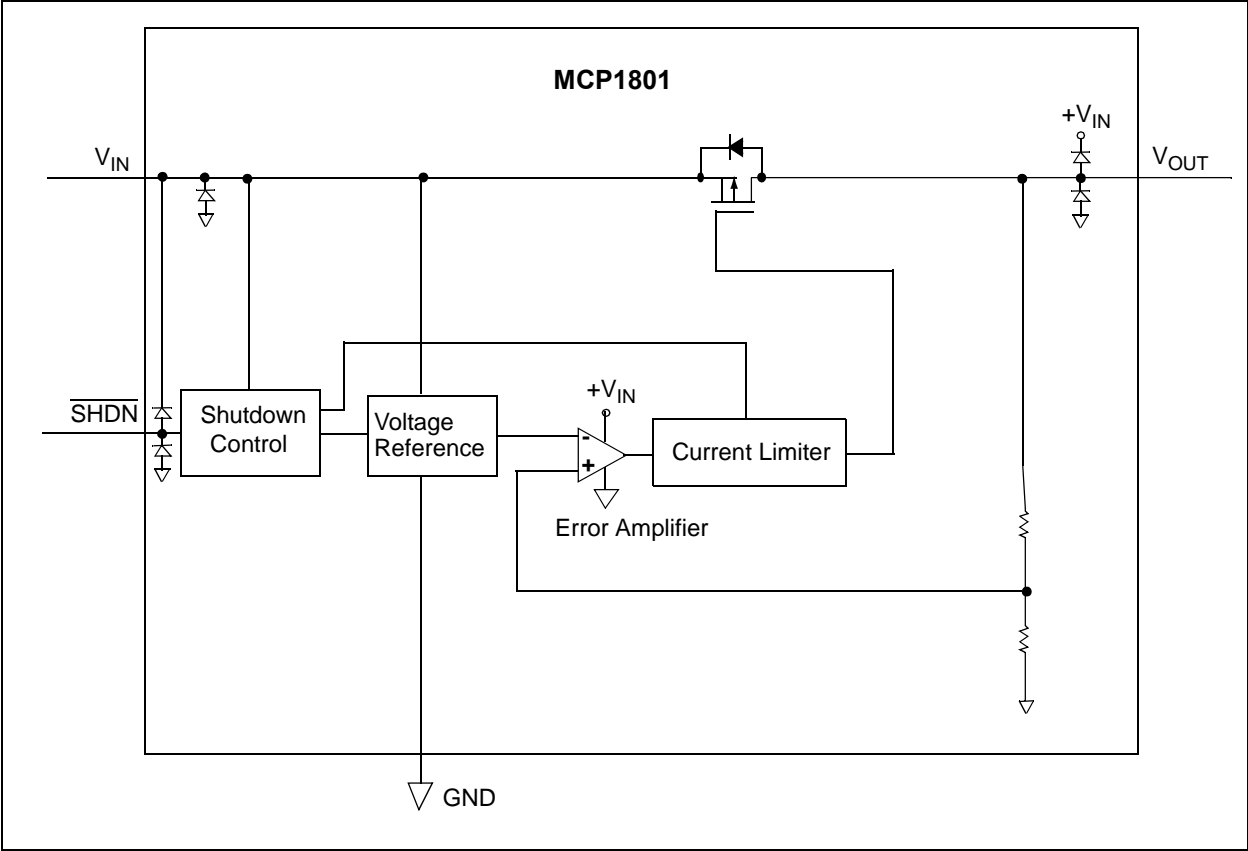 MCP1801
+VIN
VIN
VOUT
SHDN
Shutdown
Control
Voltage
Reference
+VIN
-
+
Current Limiter
Error Amplifier
GND